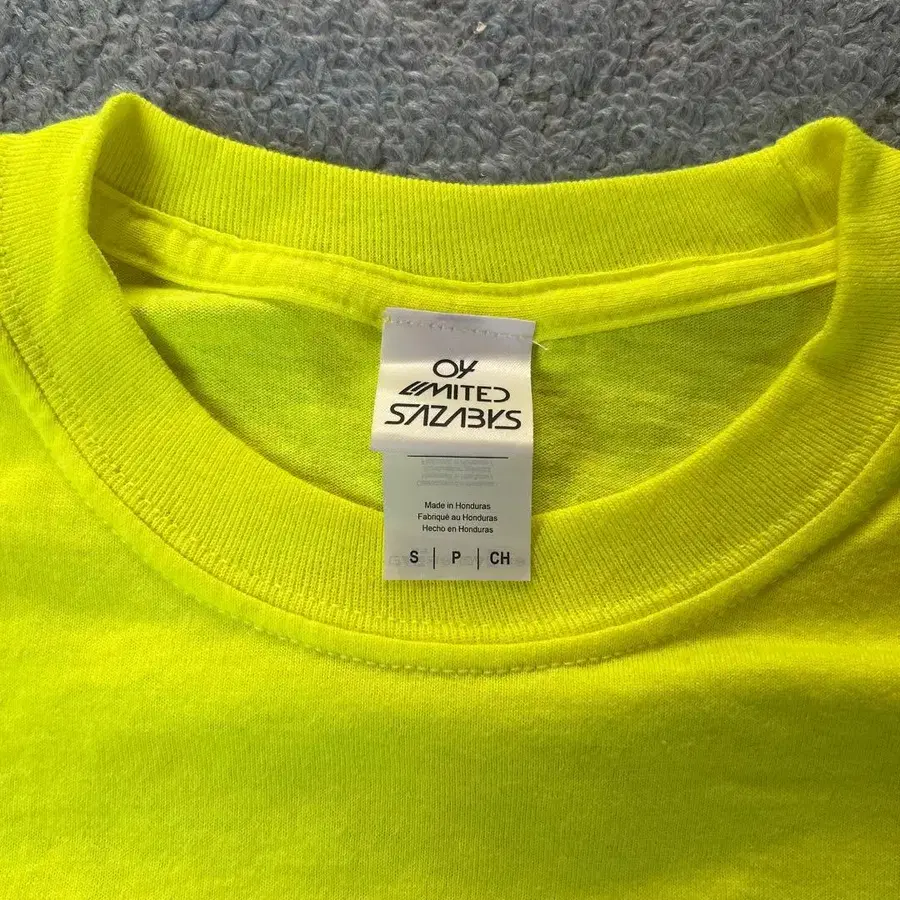 04
LIMITED
SAZABYS
Made in Honduras
Fabriqué au Honduras
Hecho en Honduras
S | P | CH